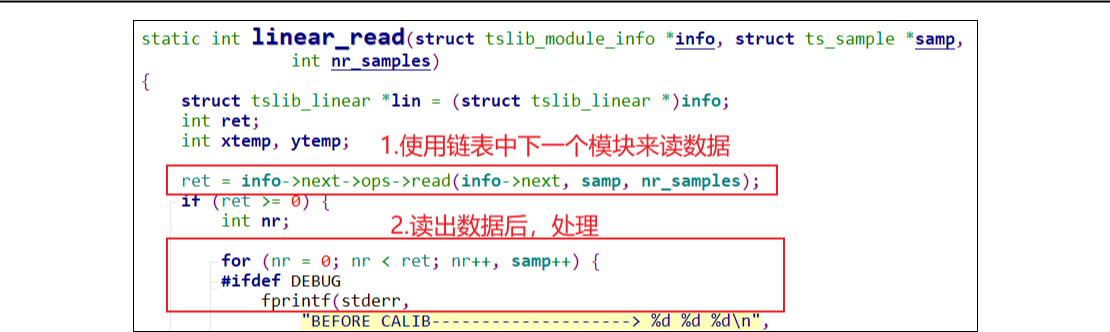 static int linear_read(struct tslib_module_info *info, struct ts_sample *samp,
int nr_samples)
{
struct tslib_linear *lin = (struct tslib_linear *)info;
int ret;
int xtemp, ytemp;
1.使用链表中下一个模块来读数据
ret = info->next->ops->read(info->next, samp, nr_samples);
if (ret >= 0) {
int nr;
2.读出数据后，处理
for (nr = 0; nr < ret; nr++, samp++) {
#ifdef DEBUG
fprintf(stderr,
"BEFORE CALIB--------------------> %d %d %d\n",